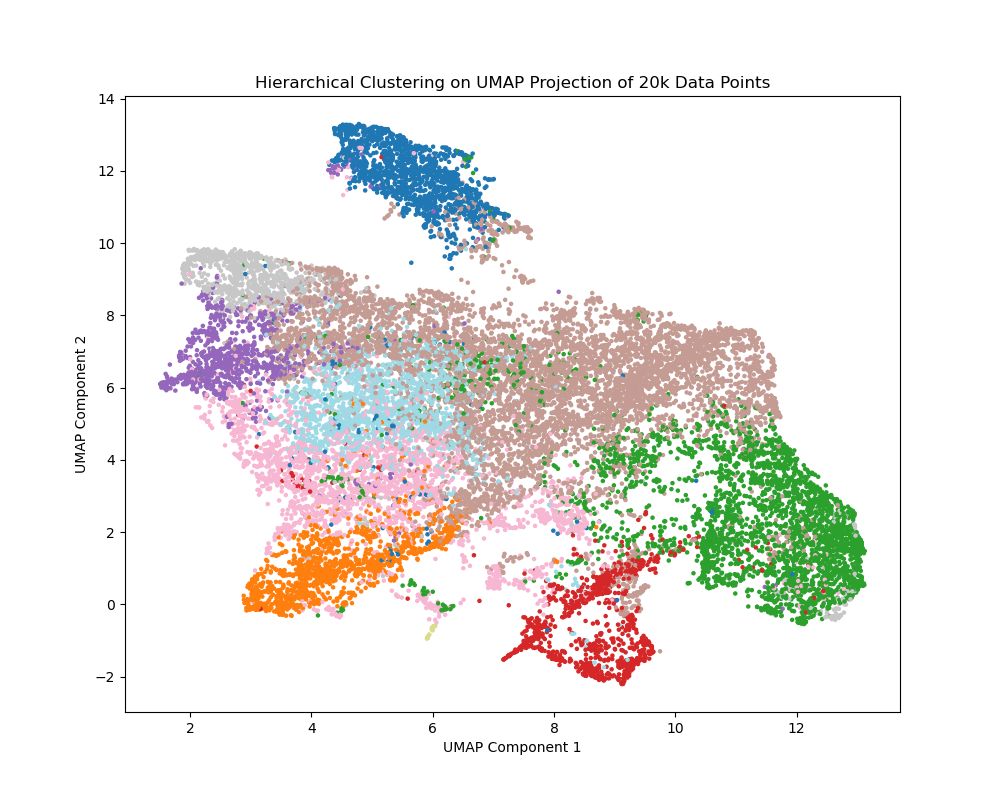 Hierarchical Clustering on UMAP Projection of 20k Data Points
14
12
10
8
6
4
2
0
−2
UMAP Component 2
2 4 6 8 10 12
UMAP Component 1